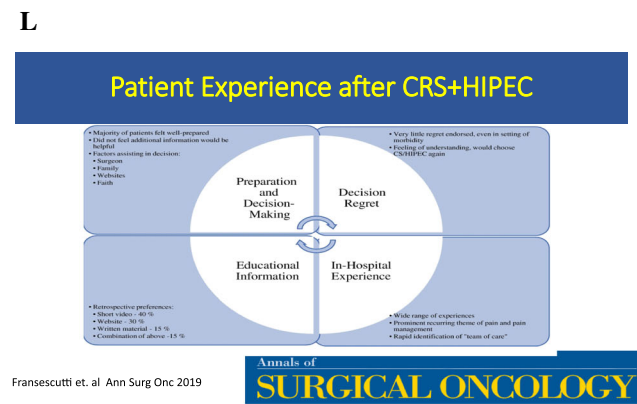 L
Patient Experience after CRS+HIPEC
• Majority of patients felt well-prepared
• Did not feel additional information would be
helpful
• Factors assisting in decision:
• Surgeon
• Family
• Websites
• Faith
Preparation
and
Decision-
Making
Decision
Regret
• Very little regret endorsed, even in setting of
morbidity
• Feeling of understanding, would choose
CS/HIPEC again
Educational
Information
In-Hospital
Experience
• Retrospective preferences:
• Short video - 40 %
• Website - 30 %
• Written material - 15 %
• Combination of above -15 %
• Wide range of experiences
• Prominent recurring theme of pain and pain
management
• Rapid identification of "team of care"
Fransescutti et. al Ann Surg Onc 2019
Annals of
SURGICAL ONCOLOGY